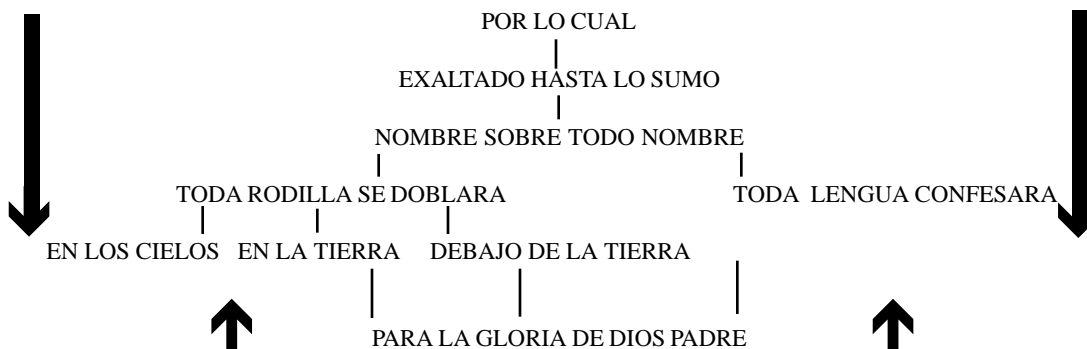 POR LO CUAL
EXALTADO HASTA LO SUMO
NOMBRE SOBRE TODO NOMBRE
TODA RODILLA SE DOBLARA TODA LENGUA CONFESARA
EN LOS CIELOS EN LA TIERRA DEBAJO DE LA TIERRA
PARA LA GLORIA DE DIOS PADRE